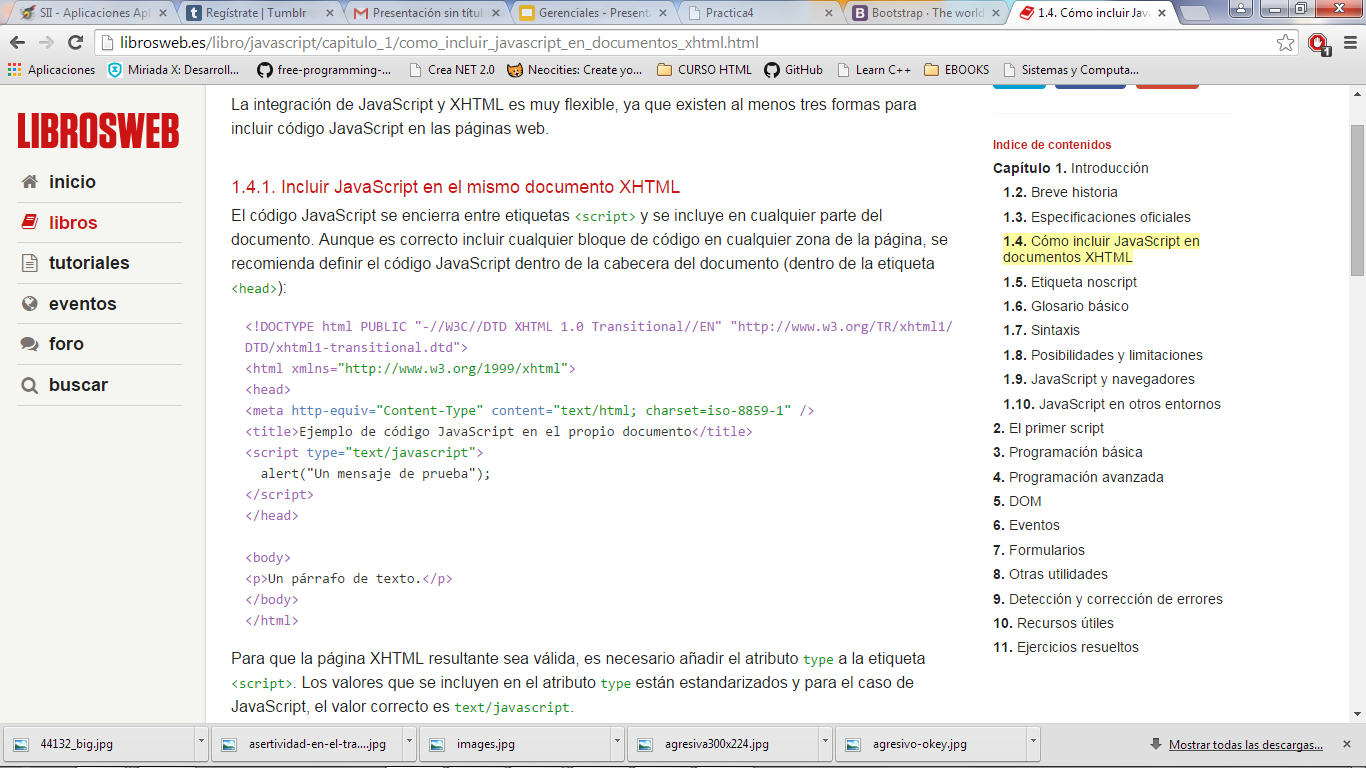 SII - Aplicaciones Apl
Regístrate | Tumblr
Presentación sin títul
Gerenciales - Present
Practica4
Bootstrap · The world
1.4. Cómo incluir Jav
librosweb.es/libro/javascript/capitulo_1/como_incluir_javascript_en_documentos_xhtml.html
1
Aplicaciones
Miriada X: Desarroll...
free-programming-...
Crea NET 2.0
Neocities: Create yo...
CURSO HTML
GitHub
Learn C++
EBOOKS
Sistemas y Computa...
LIBROSWEB
inicio
libros
tutoriales
eventos
foro
buscar
La integración de JavaScript y XHTML es muy flexible, ya que existen al menos tres formas para
incluir código JavaScript en las páginas web.
1.4.1. Incluir JavaScript en el mismo documento XHTML
El código JavaScript se encierra entre etiquetas <script> y se incluye en cualquier parte del
documento. Aunque es correcto incluir cualquier bloque de código en cualquier zona de la página, se
recomienda definir el código JavaScript dentro de la cabecera del documento (dentro de la etiqueta
<head>):
<!DOCTYPE html PUBLIC "-//W3C//DTD XHTML 1.0 Transitional//EN" "http://www.w3.org/TR/xhtml1/
DTD/xhtml1-transitional.dtd">
<html xmlns="http://www.w3.org/1999/xhtml">
<head>
<meta http-equiv="Content-Type" content="text/html; charset=iso-8859-1" />
<title>Ejemplo de código JavaScript en el propio documento</title>
<script type="text/javascript">
  alert("Un mensaje de prueba");
</script>
</head>
<body>
<p>Un párrafo de texto.</p>
</body>
</html>
Para que la página XHTML resultante sea válida, es necesario añadir el atributo type a la etiqueta
<script>. Los valores que se incluyen en el atributo type están estandarizados y para el caso de
JavaScript, el valor correcto es text/javascript.
Indice de contenidos
Capítulo 1. Introducción
1.2. Breve historia
1.3. Especificaciones oficiales
1.4. Cómo incluir JavaScript en
documentos XHTML
1.5. Etiqueta noscript
1.6. Glosario básico
1.7. Sintaxis
1.8. Posibilidades y limitaciones
1.9. JavaScript y navegadores
1.10. JavaScript en otros entornos
2. El primer script
3. Programación básica
4. Programación avanzada
5. DOM
6. Eventos
7. Formularios
8. Otras utilidades
9. Detección y corrección de errores
10. Recursos útiles
11. Ejercicios resueltos
44132_big.jpg
asertividad-en-el-tra....jpg
images.jpg
agresiva300x224.jpg
agresivo-okey.jpg
Mostrar todas las descargas...